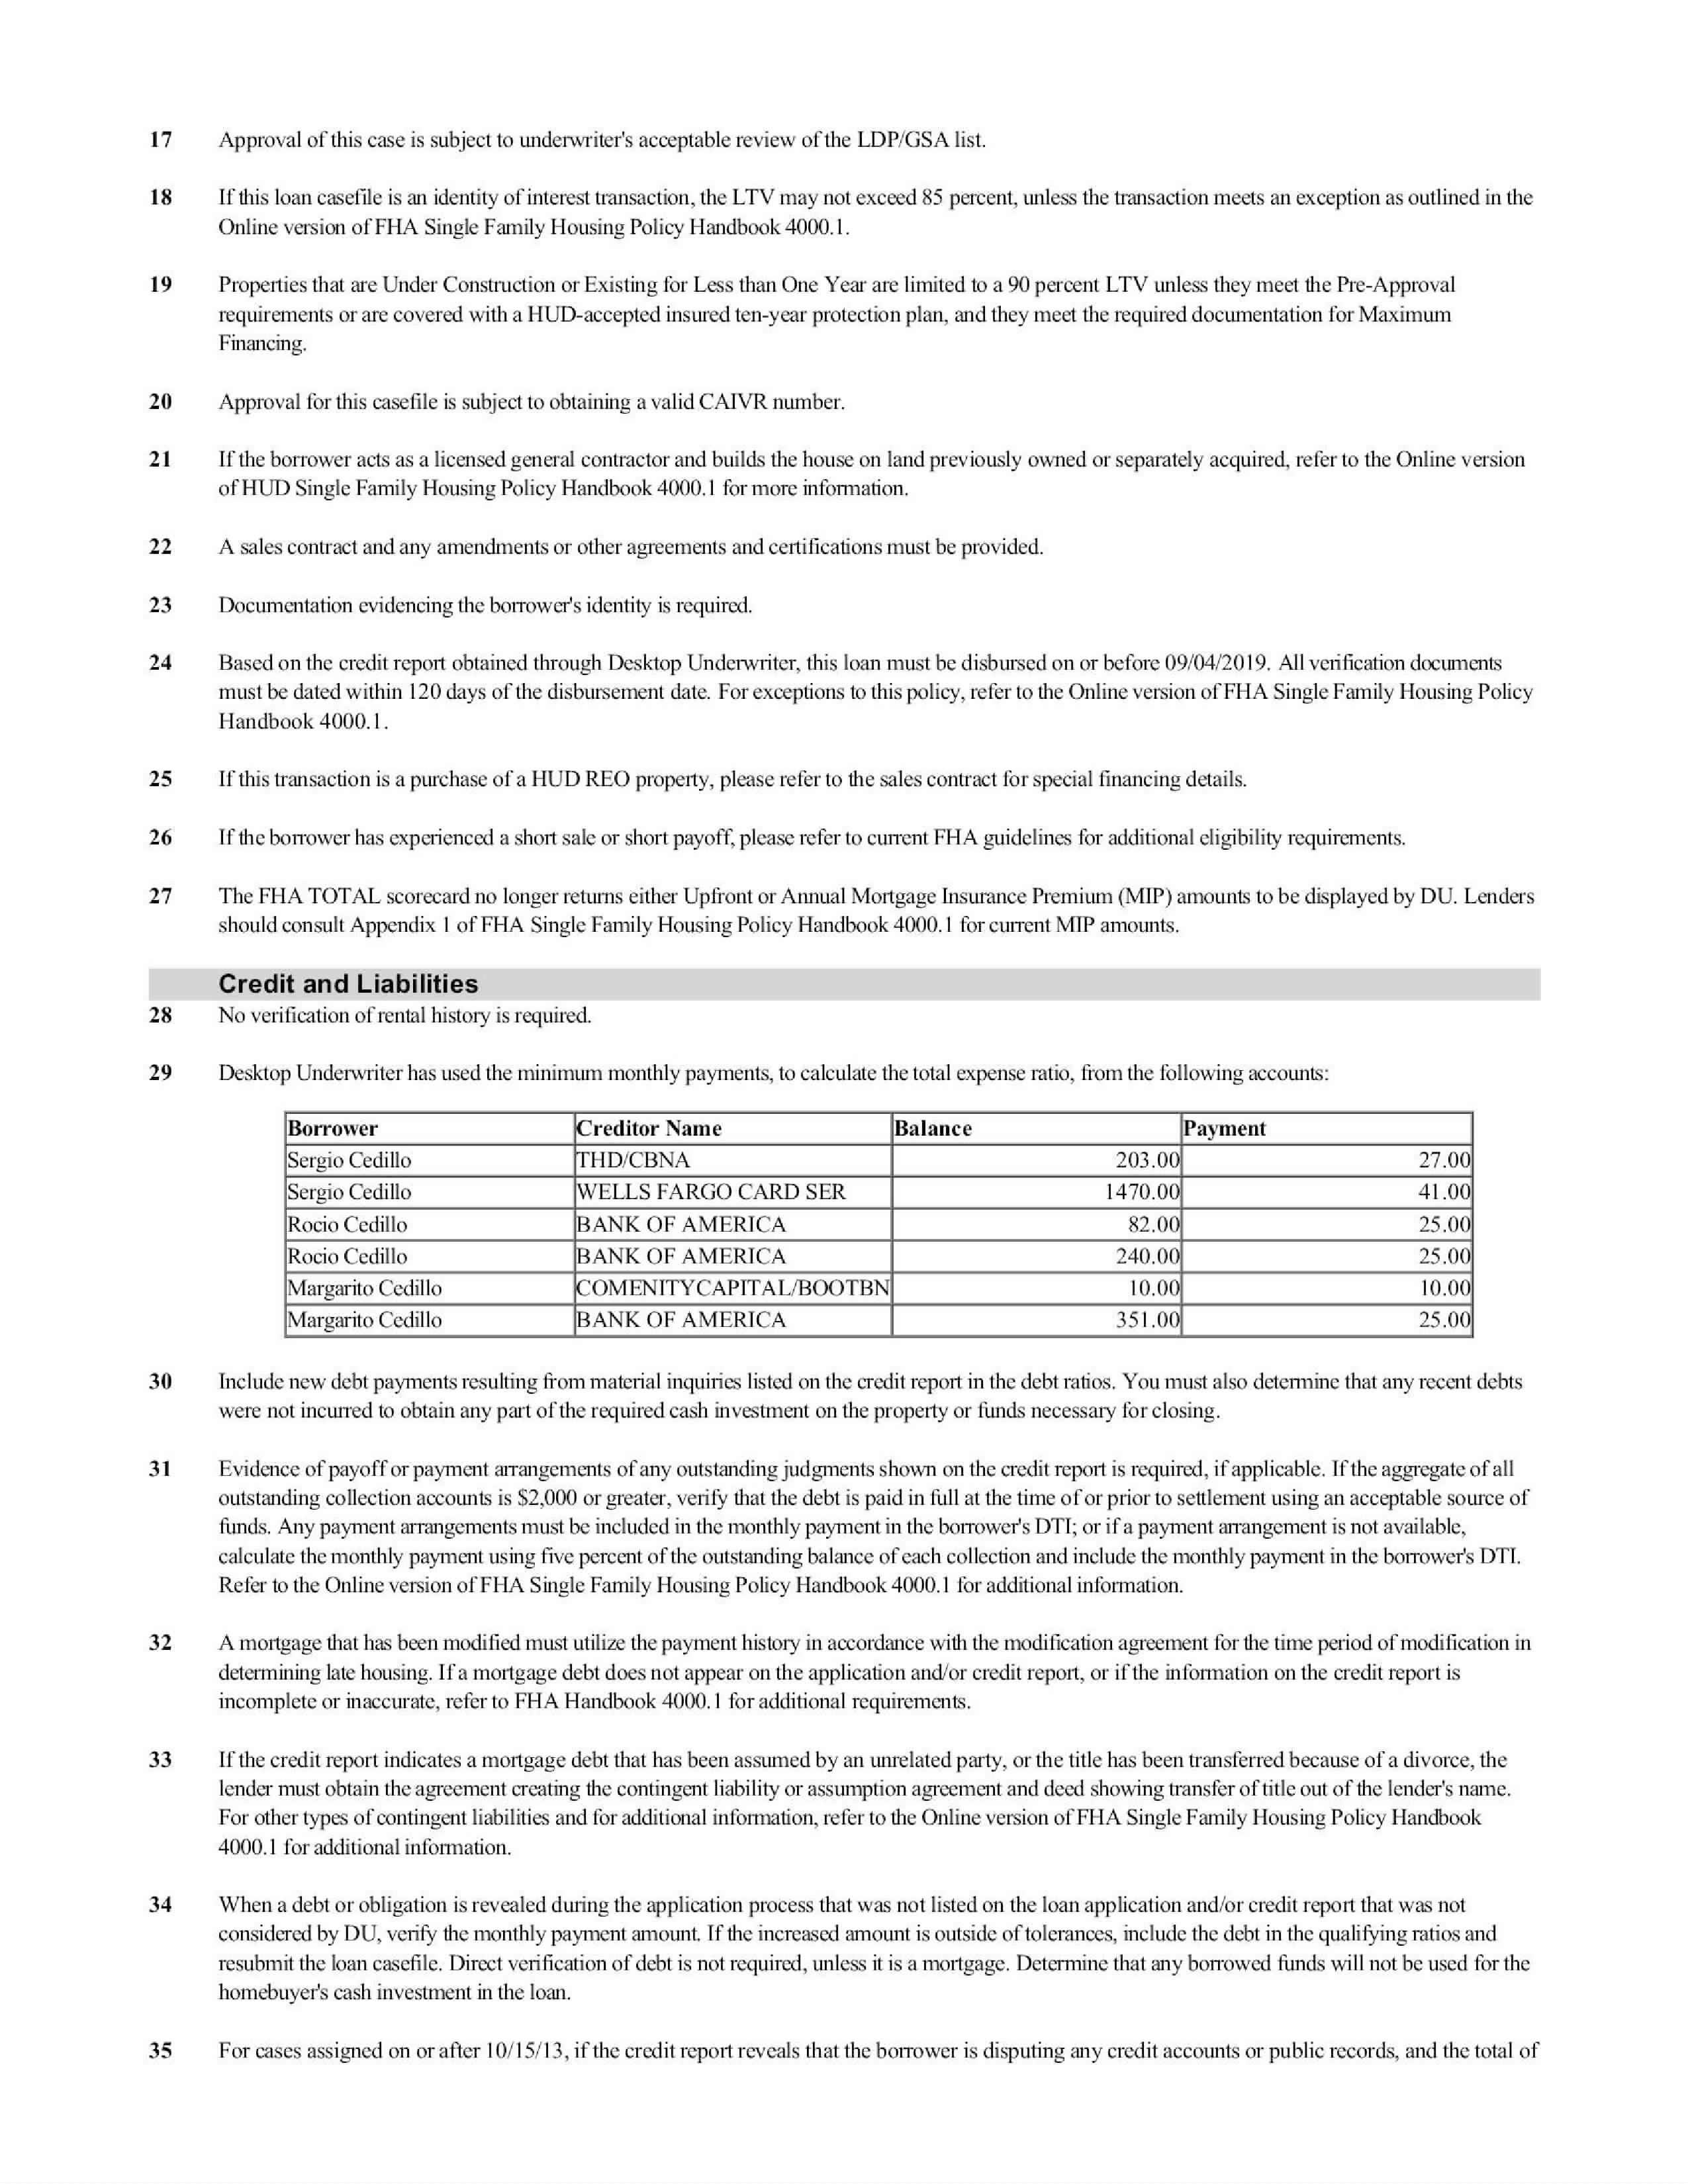 17 Approval of this case is subject to underwriter's acceptable review of the LDP/GSA list.
18 If this loan casefile is an identity of interest transaction, the LTV may not exceed 85 percent, unless the transaction meets an exception as outlined in the
Online version of FHA Single Family Housing Policy Handbook 4000.1.
19 Properties that are Under Construction or Existing for Less than One Year are limited to a 90 percent LTV unless they meet the Pre-Approval
requirements or are covered with a HUD-accepted insured ten-year protection plan, and they meet the required documentation for Maximum
Financing.
20 Approval for this casefile is subject to obtaining a valid CAIVR number.
21 If the borrower acts as a licensed general contractor and builds the house on land previously owned or separately acquired, refer to the Online version
of HUD Single Family Housing Policy Handbook 4000.1 for more information.
22 A sales contract and any amendments or other agreements and certifications must be provided.
23 Documentation evidencing the borrower's identity is required.
24 Based on the credit report obtained through Desktop Underwriter, this loan must be disbursed on or before 09/04/2019. All verification documents
must be dated within 120 days of the disbursement date. For exceptions to this policy, refer to the Online version of FHA Single Family Housing Policy
Handbook 4000.1.
25 If this transaction is a purchase of a HUD REO property, please refer to the sales contract for special financing details.
26 If the borrower has experienced a short sale or short payoff, please refer to current FHA guidelines for additional eligibility requirements.
27 The FHA TOTAL scorecard no longer returns either Upfront or Annual Mortgage Insurance Premium (MIP) amounts to be displayed by DU. Lenders
should consult Appendix 1 of FHA Single Family Housing Policy Handbook 4000.1 for current MIP amounts.
Credit and Liabilities
28 No verification of rental history is required.
29 Desktop Underwriter has used the minimum monthly payments, to calculate the total expense ratio, from the following accounts:
Borrower Creditor Name Balance Payment
Sergio Cedillo THD/CBNA 203.00 27.00
Sergio Cedillo WELLS FARGO CARD SER 1470.00 41.00
Rocio Cedillo BANK OF AMERICA 82.00 25.00
Rocio Cedillo BANK OF AMERICA 240.00 25.00
Margarito Cedillo COMENITYCAPITAL/BOOTBN 10.00 10.00
Margarito Cedillo BANK OF AMERICA 351.00 25.00
30 Include new debt payments resulting from material inquiries listed on the credit report in the debt ratios. You must also determine that any recent debts
were not incurred to obtain any part of the required cash investment on the property or funds necessary for closing.
31 Evidence of payoff or payment arrangements of any outstanding judgments shown on the credit report is required, if applicable. If the aggregate of all
outstanding collection accounts is $2,000 or greater, verify that the debt is paid in full at the time of or prior to settlement using an acceptable source of
funds. Any payment arrangements must be included in the monthly payment in the borrower's DTI; or if a payment arrangement is not available,
calculate the monthly payment using five percent of the outstanding balance of each collection and include the monthly payment in the borrower's DTI.
Refer to the Online version of FHA Single Family Housing Policy Handbook 4000.1 for additional information.
32 A mortgage that has been modified must utilize the payment history in accordance with the modification agreement for the time period of modification in
determining late housing. If a mortgage debt does not appear on the application and/or credit report, or if the information on the credit report is
incomplete or inaccurate, refer to FHA Handbook 4000.1 for additional requirements.
33 If the credit report indicates a mortgage debt that has been assumed by an unrelated party, or the title has been transferred because of a divorce, the
lender must obtain the agreement creating the contingent liability or assumption agreement and deed showing transfer of title out of the lender's name.
For other types of contingent liabilities and for additional information, refer to the Online version of FHA Single Family Housing Policy Handbook
4000.1 for additional information.
34 When a debt or obligation is revealed during the application process that was not listed on the loan application and/or credit report that was not
considered by DU, verify the monthly payment amount. If the increased amount is outside of tolerances, include the debt in the qualifying ratios and
resubmit the loan casefile. Direct verification of debt is not required, unless it is a mortgage. Determine that any borrowed funds will not be used for the
homebuyer's cash investment in the loan.
35 For cases assigned on or after 10/15/13, if the credit report reveals that the borrower is disputing any credit accounts or public records, and the total of